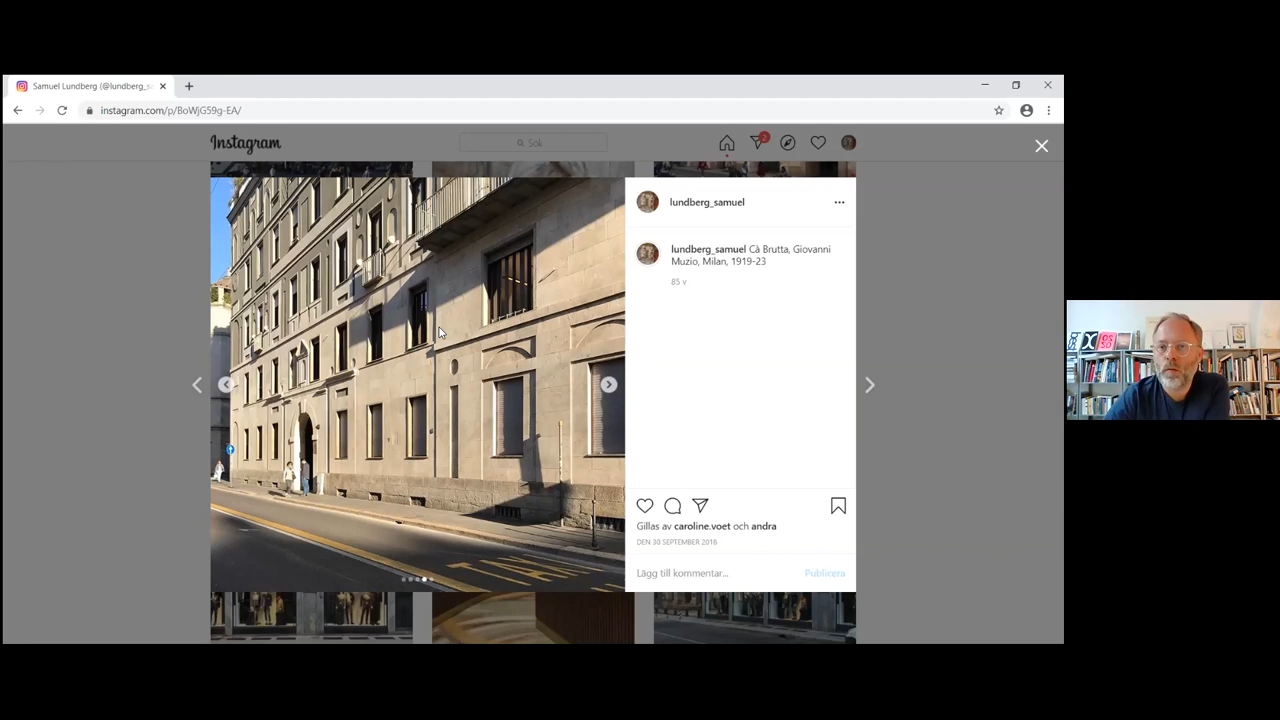 Samuel Lundberg (@lundberg_s
instagram.com/p/BoWjG59g-EA/
Instagram
Sök
2
lundberg_samuel
lundberg_samuel Cà Brutta, Giovanni
Muzio, Milan, 1919-23
85 v
Gillas av caroline.voet och andra
DEN 30 SEPTEMBER 2018
Lägg till kommentar...
Publicera
TAXI